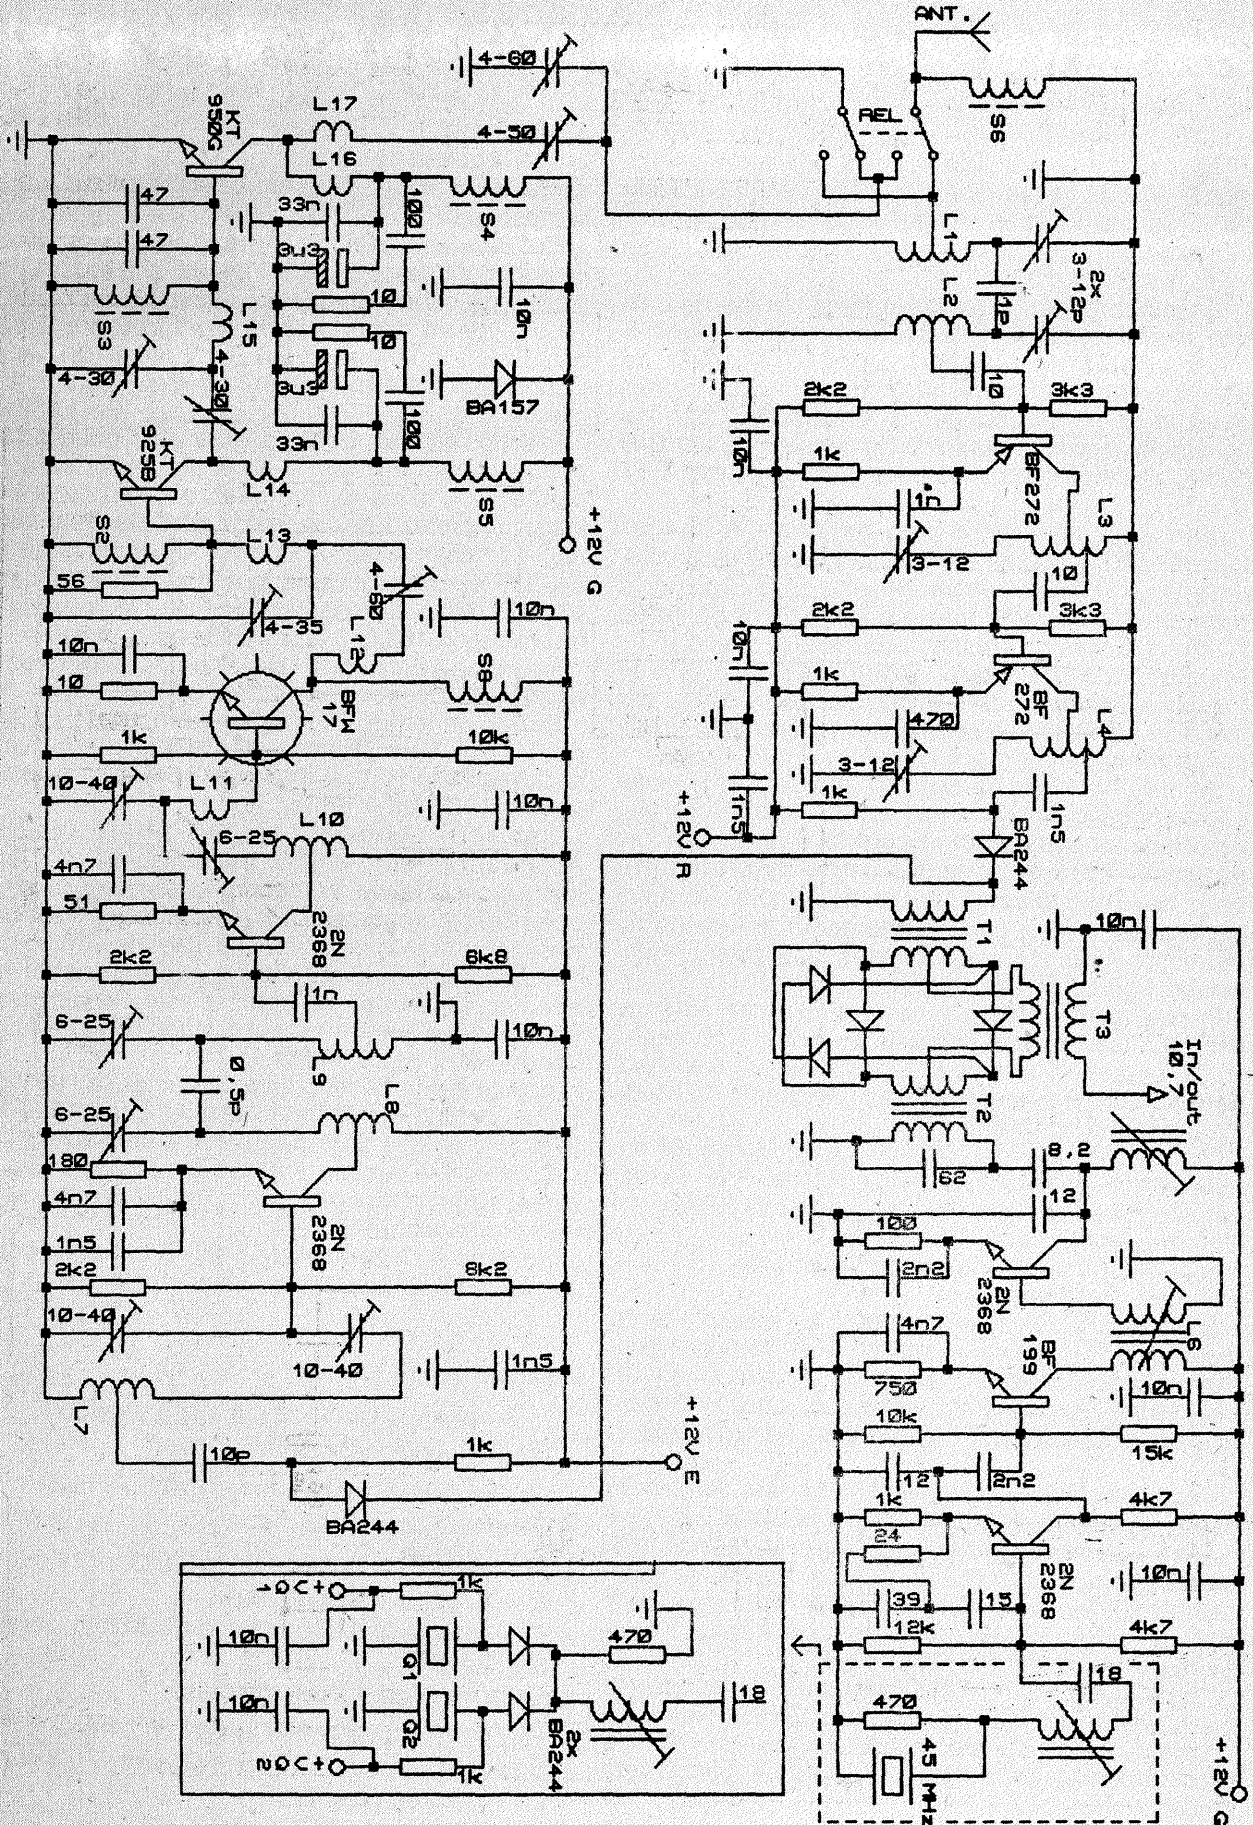 ANT.
4-60
S6
KT
950G
L17
4-50
REL
L16
47
33n
100
S4
L1
2x
3-12p
47
3u3
10
10n
L2
1p
S3
L15
10
4-30
4-30
3u3
BA157
2k2
10
3k3
33n
100
10n
1k
BF272
KT
925B
L14
S5
1n
L3
+12V G
3-12
S2
L13
56
4-60
10n
2k2
10
3k3
4-35
10n
L12
10n
10
S8
1k
BF
272
BFW
17
470
L4
1k
10k
3-12
10-40
L11
10n
1k
1n5
1n5
+12V R
6-25
L10
BA244
4n7
51
2N
2368
T1
10n
2k2
6k8
T3
1n
6-25
10n
In/out
10,7
L9
0,5p
L8
T2
6-25
8,2
180
62
4n7
2N
2368
12
100
1n5
2k2
8k2
2n2
2N
2368
10-40
4n7
L6
10-40
1n5
750
BF
199
10n
L7
10k
15k
+12V E
10p
1k
12
2n2
BA244
1k
4k7
24
2N
2368
10n
+JQ1
1k
39
15
10n
Q1
470
12k
4k7
10n
Q2
18
18
2x
BA244
470
+JQ2
1k
45 MHz
+12V G